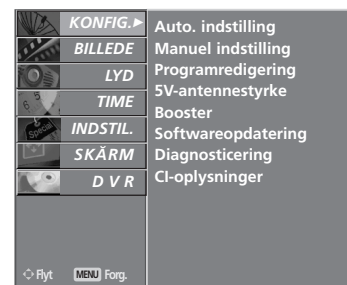 KONFIG.▶
BILLEDE
LYD
TIME
INDSTIL.
SKÄRM
D V R
Auto. indstilling
Manuel indstilling
Programredigering
5V-antennestyrke
Booster
Softwareopdatering
Diagnosticering
CI-oplysninger
Flyt MENU Forg.